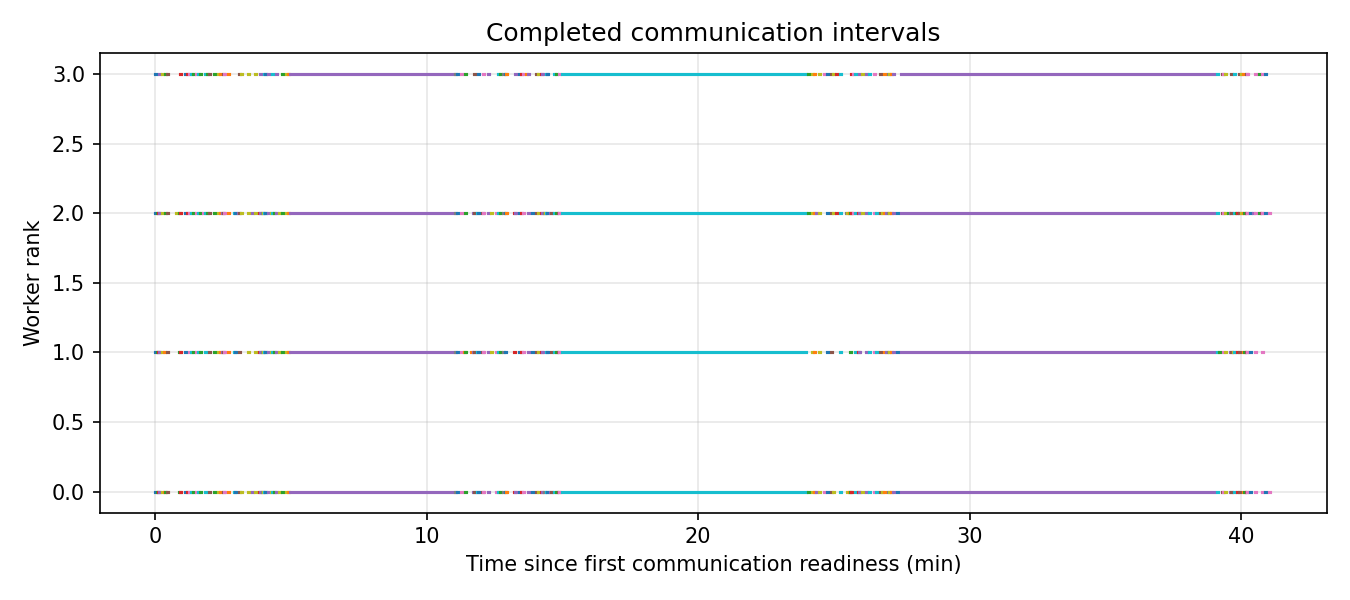 Completed communication intervals
Worker rank
3.0
2.5
2.0
1.5
1.0
0.5
0.0
0 10 20 30 40
Time since first communication readiness (min)